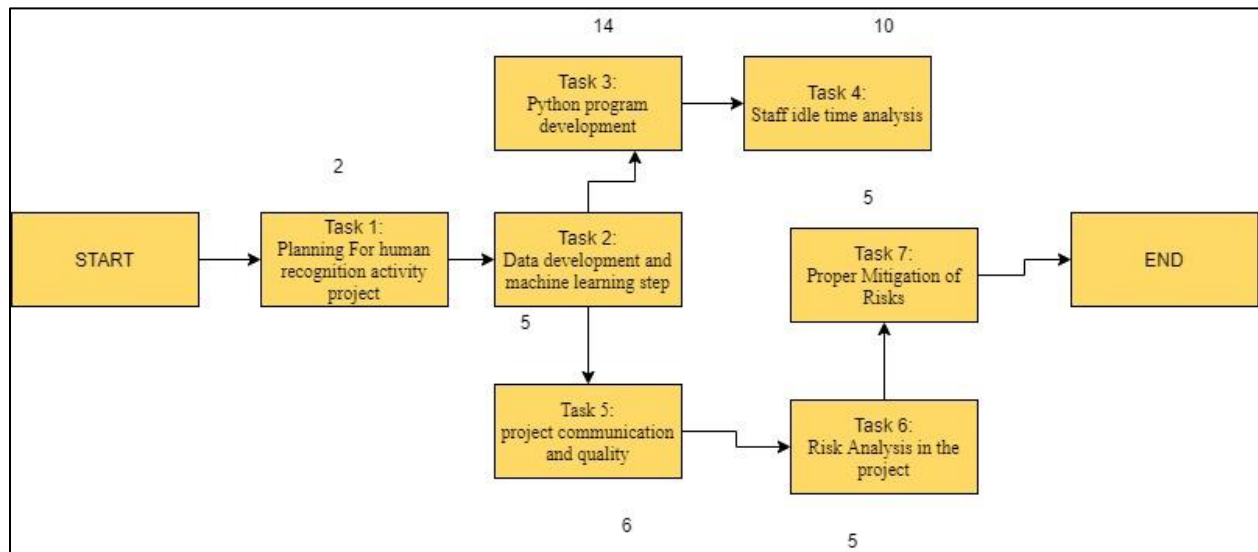 14
10
Task 3:
Python program
development
Task 4:
Staff idle time analysis
2
5
START
Task 1:
Planning For human
recognition activity
project
Task 2:
Data development and
machine learning step
Task 7:
Proper Mitigation of
Risks
END
5
Task 5:
project communication
and quality
Task 6:
Risk Analysis in the
project
6
5